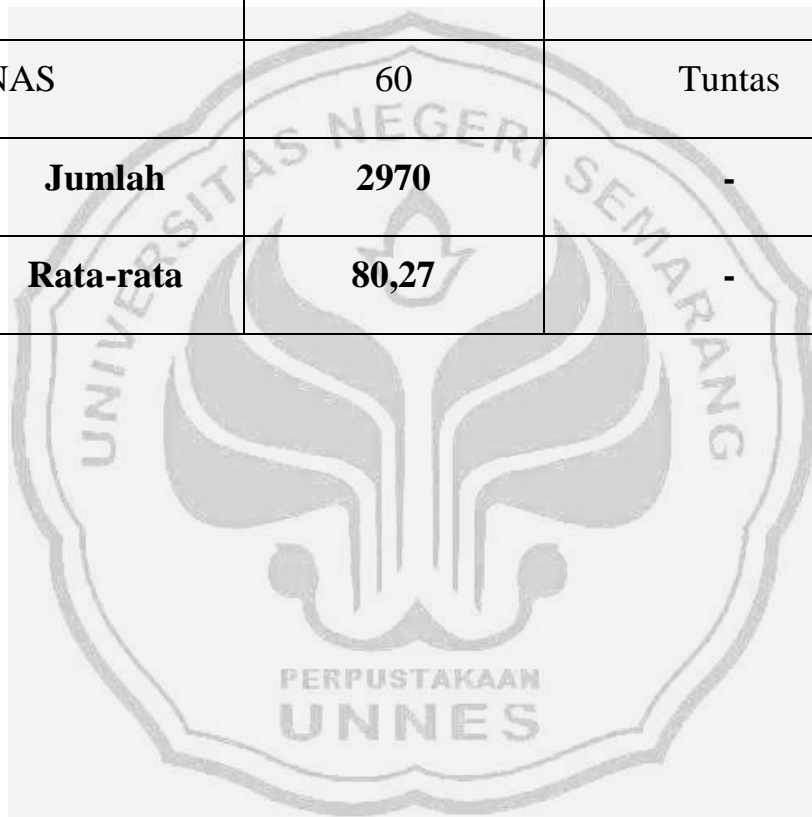 NAS 60 Tuntas
Jumlah 2970 -
Rata-rata 80,27 -
UNIVERSITAS NEGERI SEMARANG
PERPUSTAKAAN
UNNES